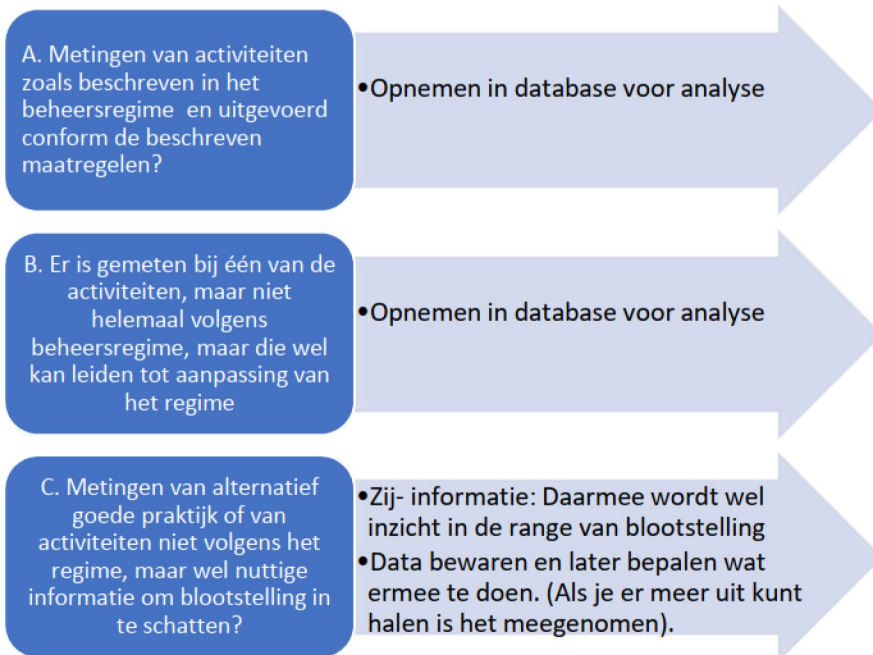 A. Metingen van activiteiten
zoals beschreven in het
beheersregime en uitgevoerd
conform de beschreven
maatregelen?
•Opnemen in database voor analyse
B. Er is gemeten bij één van de
activiteiten, maar niet
helemaal volgens
beheersregime, maar die wel
kan leiden tot aanpassing van
het regime
•Opnemen in database voor analyse
C. Metingen van alternatief
goede praktijk of van
activiteiten niet volgens het
regime, maar wel nuttige
informatie om blootstelling in
te schatten?
•Zij- informatie: Daarmee wordt wel
inzicht in de range van blootstelling
•Data bewaren en later bepalen wat
ermee te doen. (Als je er meer uit kunt
halen is het meegenomen).